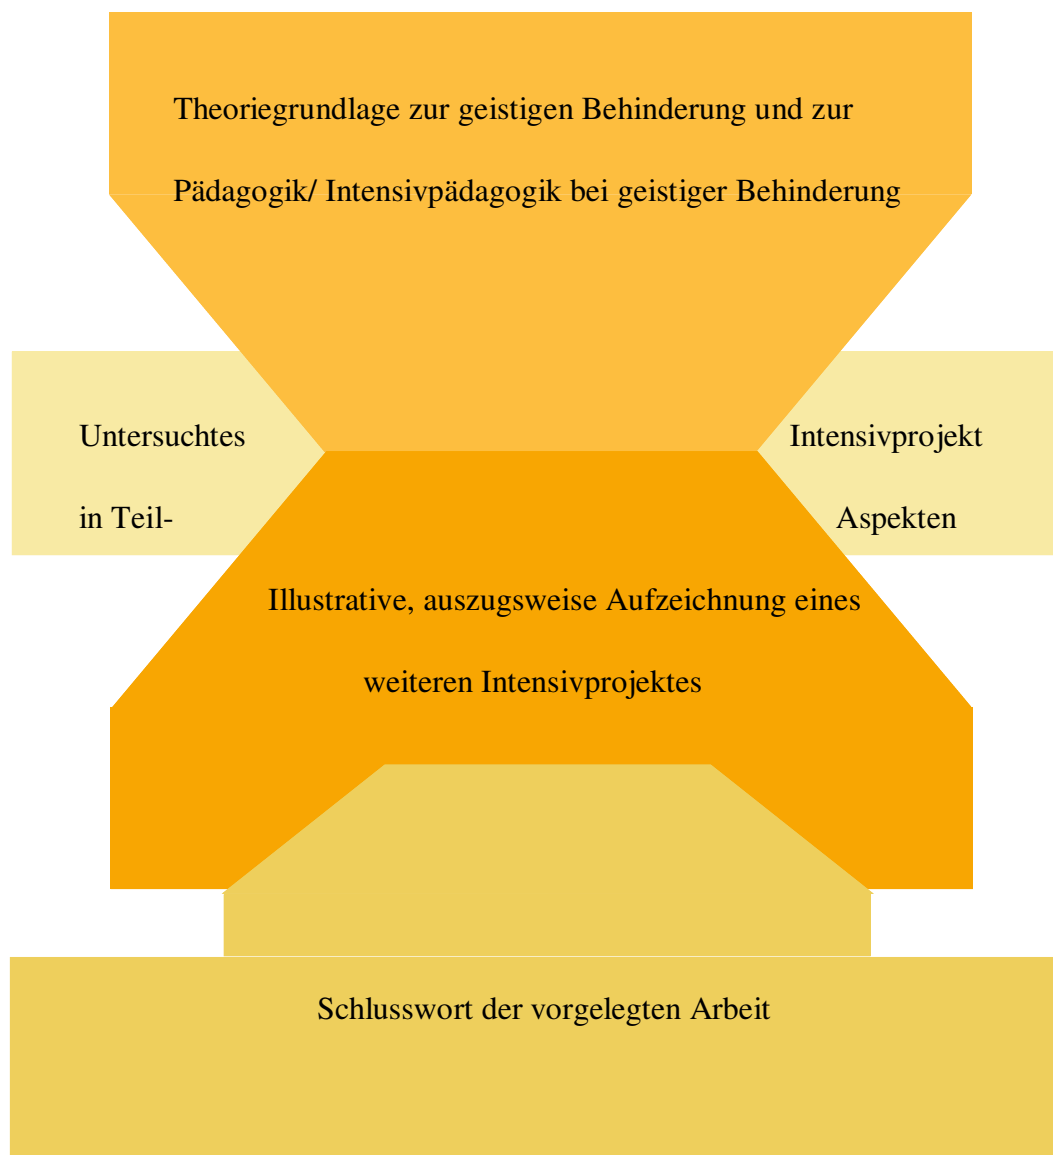 Theoriegrundlage zur geistigen Behinderung und zur
Pädagogik/ Intensivpädagogik bei geistiger Behinderung
Untersuchtes Intensivprojekt
in Teil- Aspekten
Illustrative, auszugsweise Aufzeichnung eines
weiteren Intensivprojektes
Schlusswort der vorgelegten Arbeit